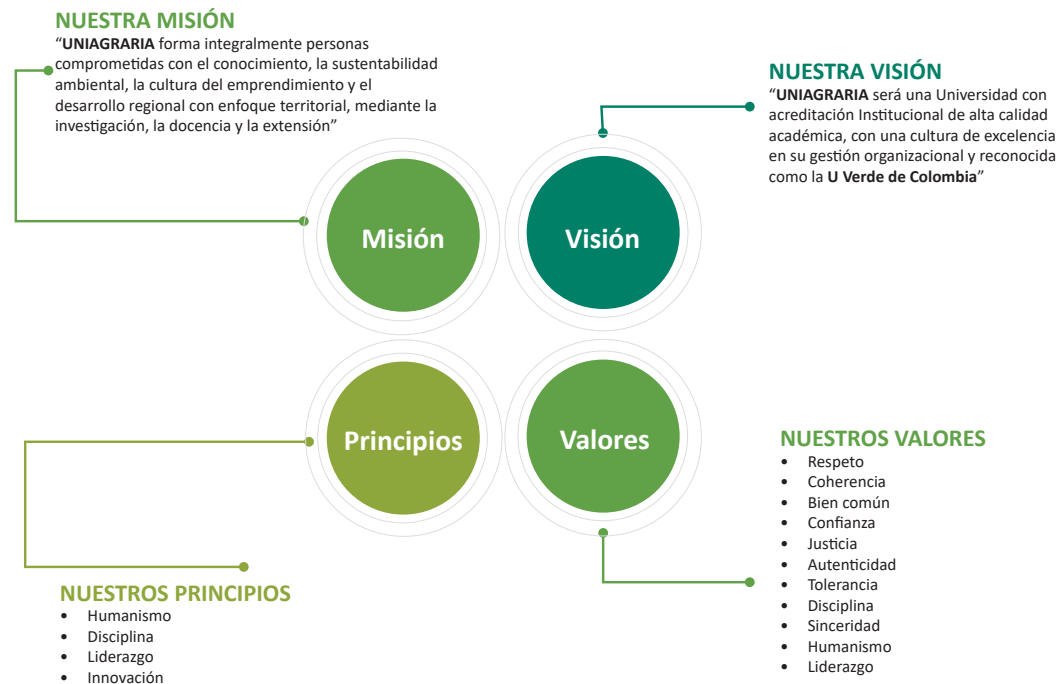 NUESTRA MISIÓN
“UNIAGRARIA forma integralmente personas
comprometidas con el conocimiento, la sustentabilidad
ambiental, la cultura del emprendimiento y el
desarrollo regional con enfoque territorial, mediante la
investigación, la docencia y la extensión”
NUESTRA VISIÓN
“UNIAGRARIA será una Universidad con
acreditación Institucional de alta calidad
académica, con una cultura de excelencia
en su gestión organizacional y reconocida
como la U Verde de Colombia”
Misión
Visión
Principios
Valores
NUESTROS PRINCIPIOS
• Humanismo
• Disciplina
• Liderazgo
• Innovación
NUESTROS VALORES
• Respeto
• Coherencia
• Bien común
• Confianza
• Justicia
• Autenticidad
• Tolerancia
• Disciplina
• Sinceridad
• Humanismo
• Liderazgo